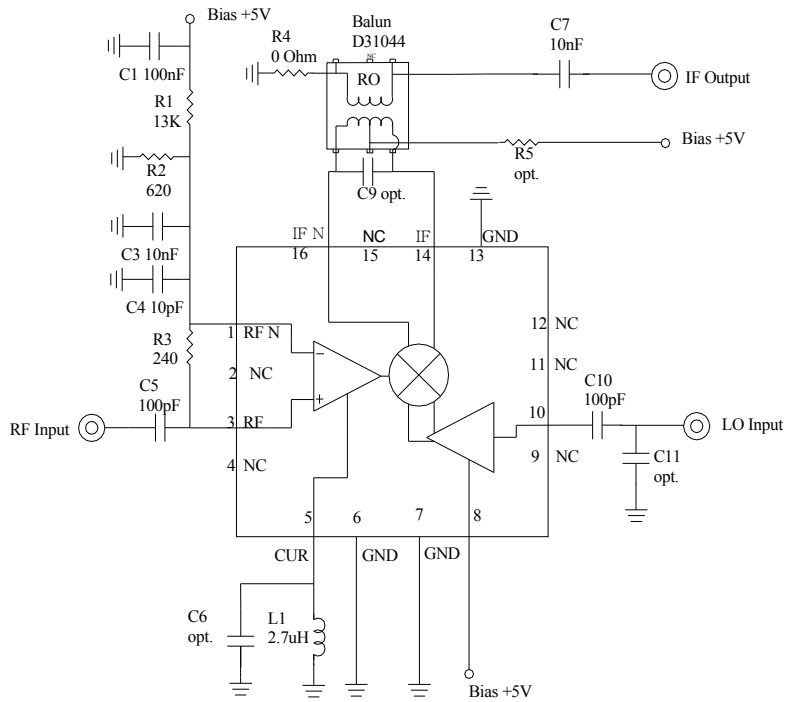 Bias +5V
C1 100nF
R1
13K
R2
620
C3 10nF
C4 10pF
R3
240
C5
100pF
RF Input
R4
0 Ohm
Balun
D31044
NC
RO
C7
10nF
IF Output
Bias +5V
R5
opt.
C9 opt.
IF N
16
NC
15
IF
14
GND
13
1 RF N
2 NC
3 RF
4 NC
12 NC
11 NC
10
9 NC
C10
100pF
LO Input
C11
opt.
5
6
7
8
CUR
GND
GND
C6
opt.
L1
2.7uH
Bias +5V